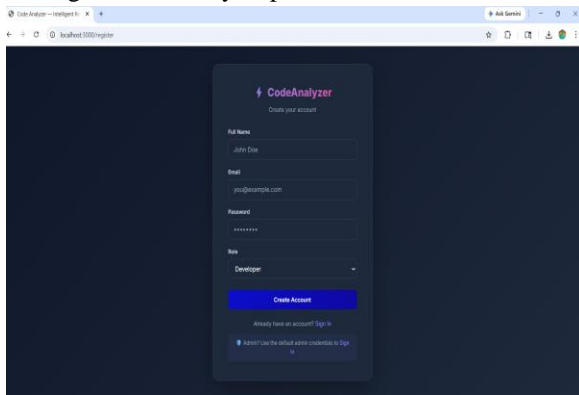 Code Analyzer — Intelligent R
Ask Gemini
localhost:3000/register
CodeAnalyzer
Create your account
Full Name
John Doe
Email
you@example.com
Password
********
Role
Developer
Create Account
Already have an account? Sign In
Admin? Use the default admin credentials to Sign
In